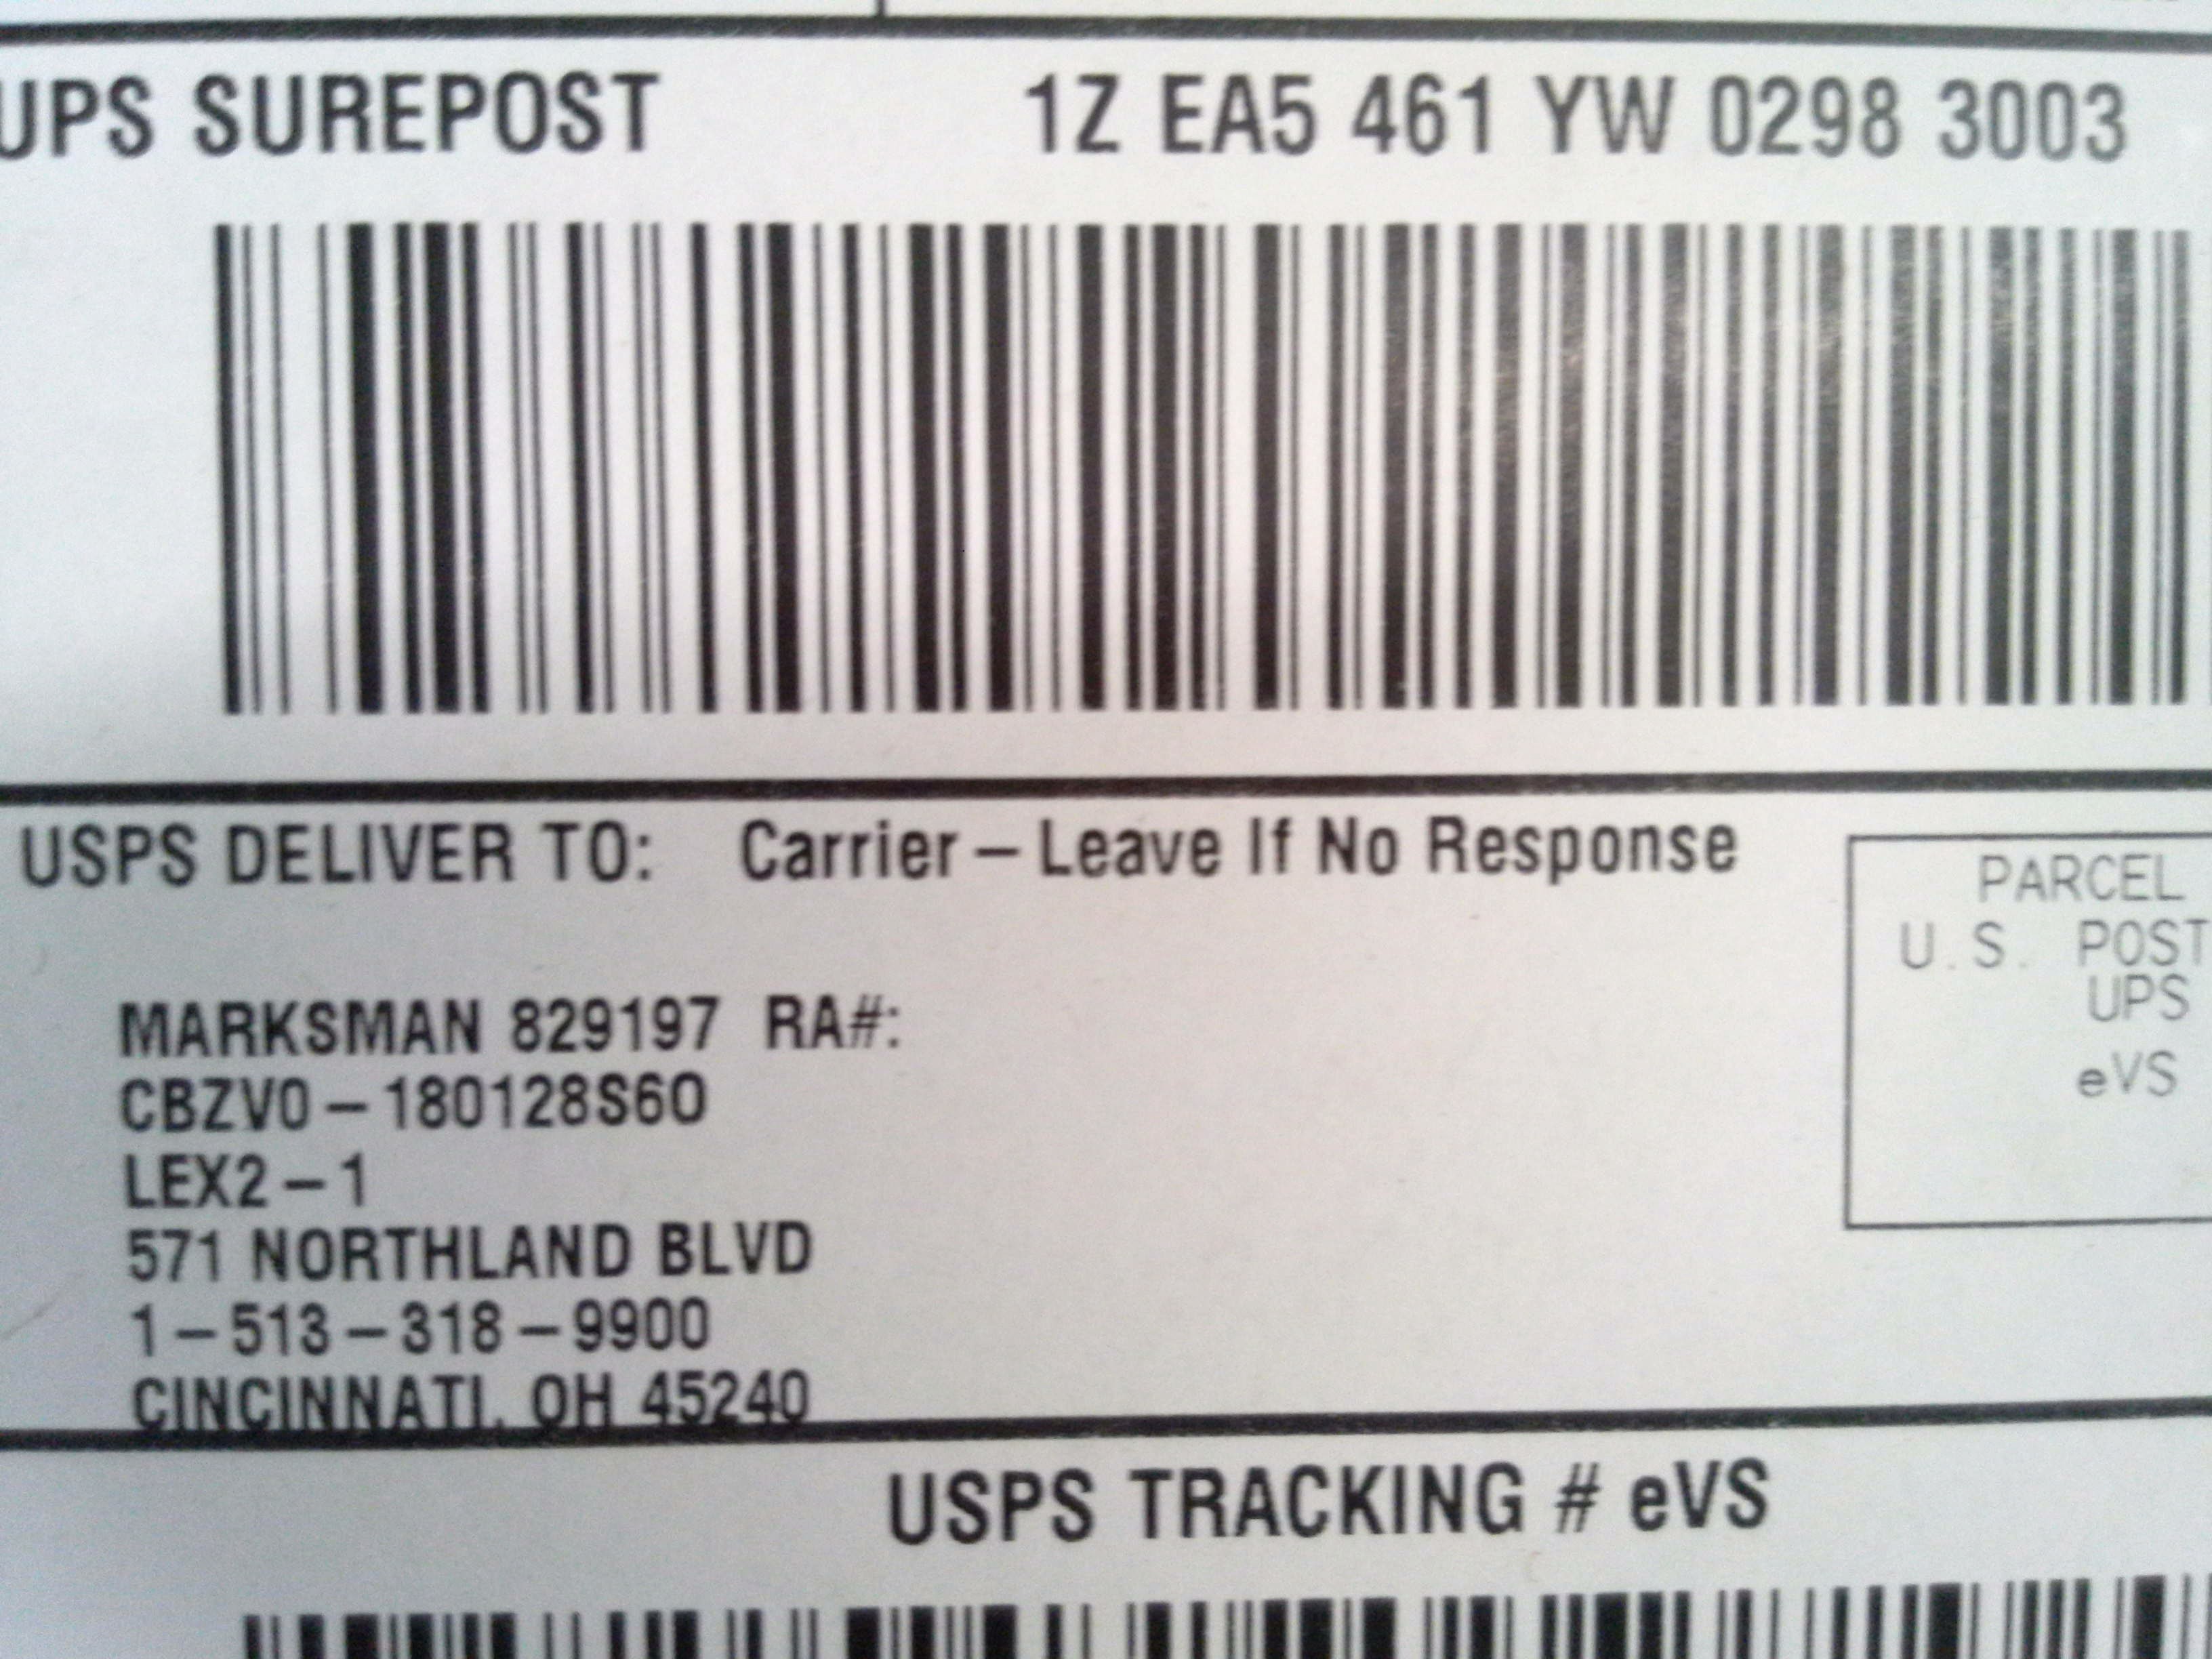 UPS SUREPOST 1Z EA5 461 YW 0298 3003
USPS DELIVER TO: Carrier – Leave If No Response
MARKSMAN 829197 RA#:
CBZV0 – 180128S60
LEX2 – 1
571 NORTHLAND BLVD
1 – 513 – 318 – 9900
CINCINNATI, OH 45240
PARCEL
U.S. POST
UPS
eVS
USPS TRACKING # eVS